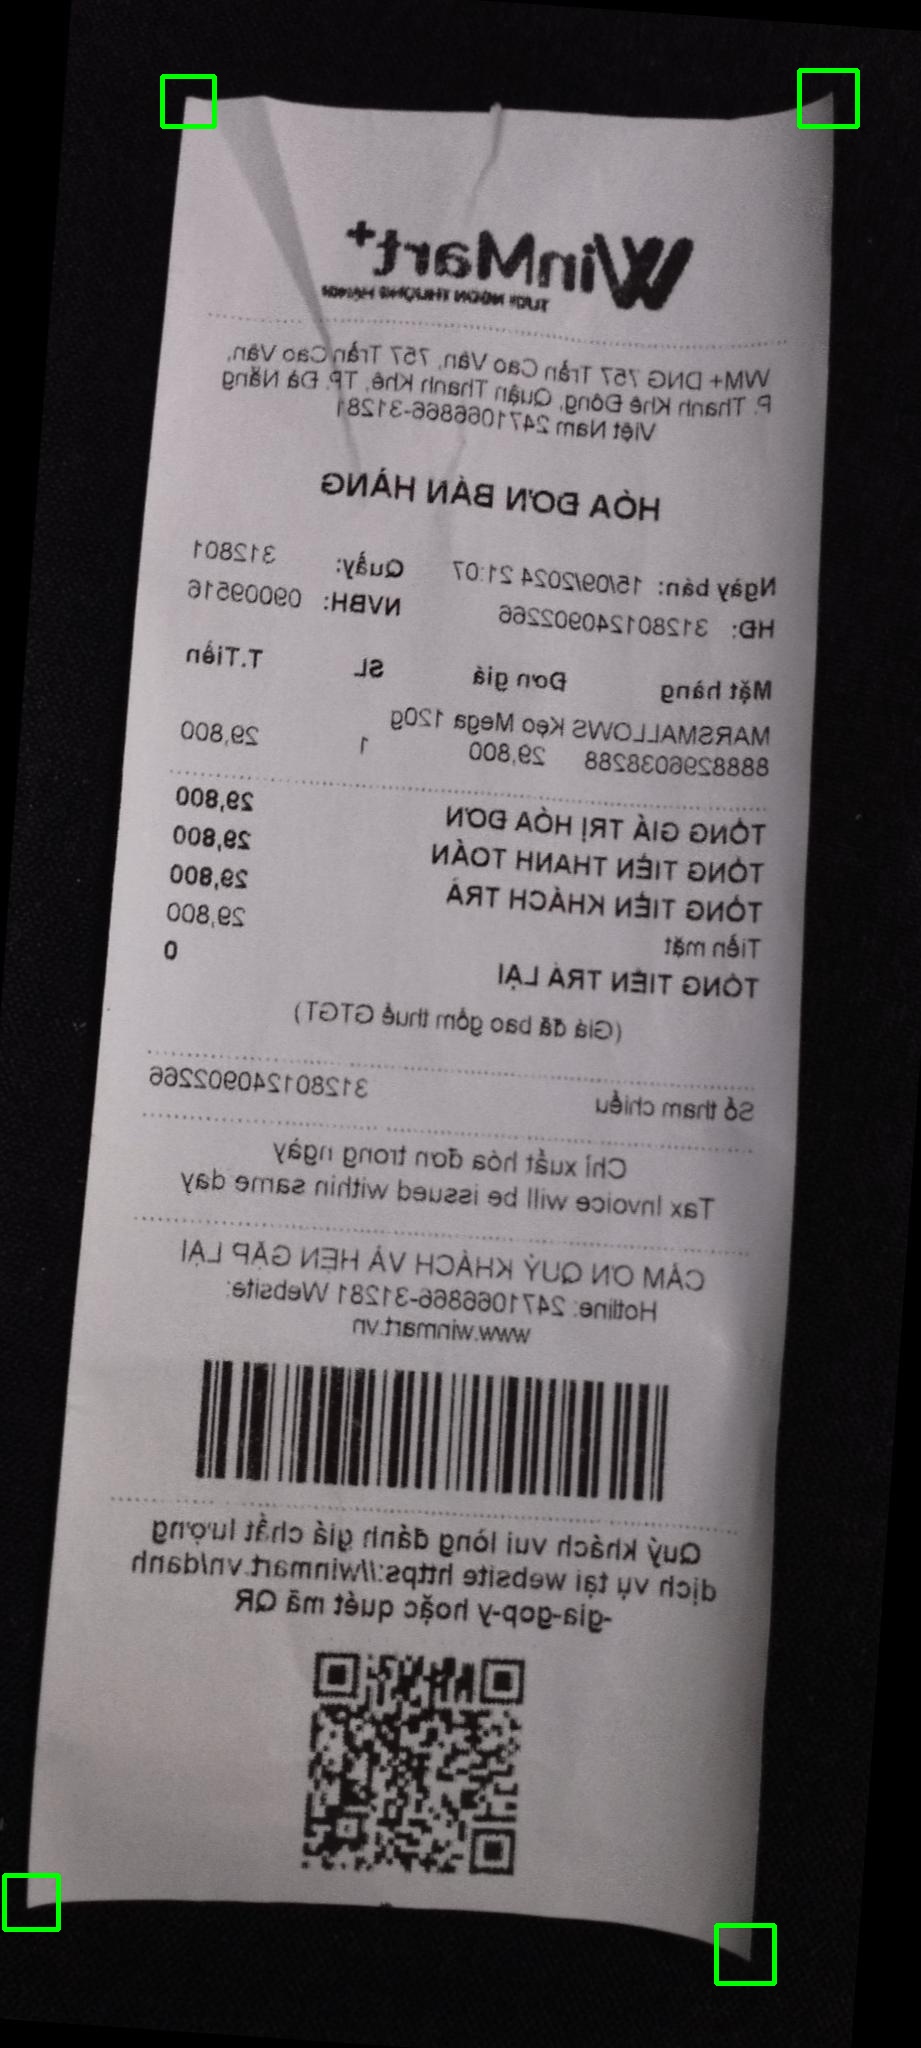 WinMart+
TƯƠI NGON THƯỢNG HẠNG
WM+ DNG 757 Trần Cao Vân, 757 Trần Cao Vân,
P. Thanh Khê Đông, Quận Thanh Khê, TP. Đà Nẵng
Việt Nam 2471066866-31281
HÓA ĐƠN BÁN HÀNG
Ngày bán: 15/09/2024 21:07 Quầy: 312801
HĐ: 312801240902266 NVBH: 09009516
Mặt hàng Đơn giá SL T.Tiền
MARSMALLOWS Kẹo Mega 120g
8888296038288 29,800 1 29,800
TỔNG GIÁ TRỊ HÓA ĐƠN 29,800
TỔNG TIỀN THANH TOÁN 29,800
TỔNG TIỀN KHÁCH TRẢ 29,800
Tiền mặt 29,800
TỔNG TIỀN TRẢ LẠI 0
(Giá đã bao gồm thuế GTGT)
Số tham chiếu 312801240902266
Chỉ xuất hóa đơn trong ngày
Tax Invoice will be issued within same day
CẢM ƠN QUÝ KHÁCH VÀ HẸN GẶP LẠI
Hotline: 2471066866-31281 Website:
www.winmart.vn
Quý khách vui lòng đánh giá chất lượng
dịch vụ tại website https://winmart.vn/danh
-gia-gop-y hoặc quét mã QR